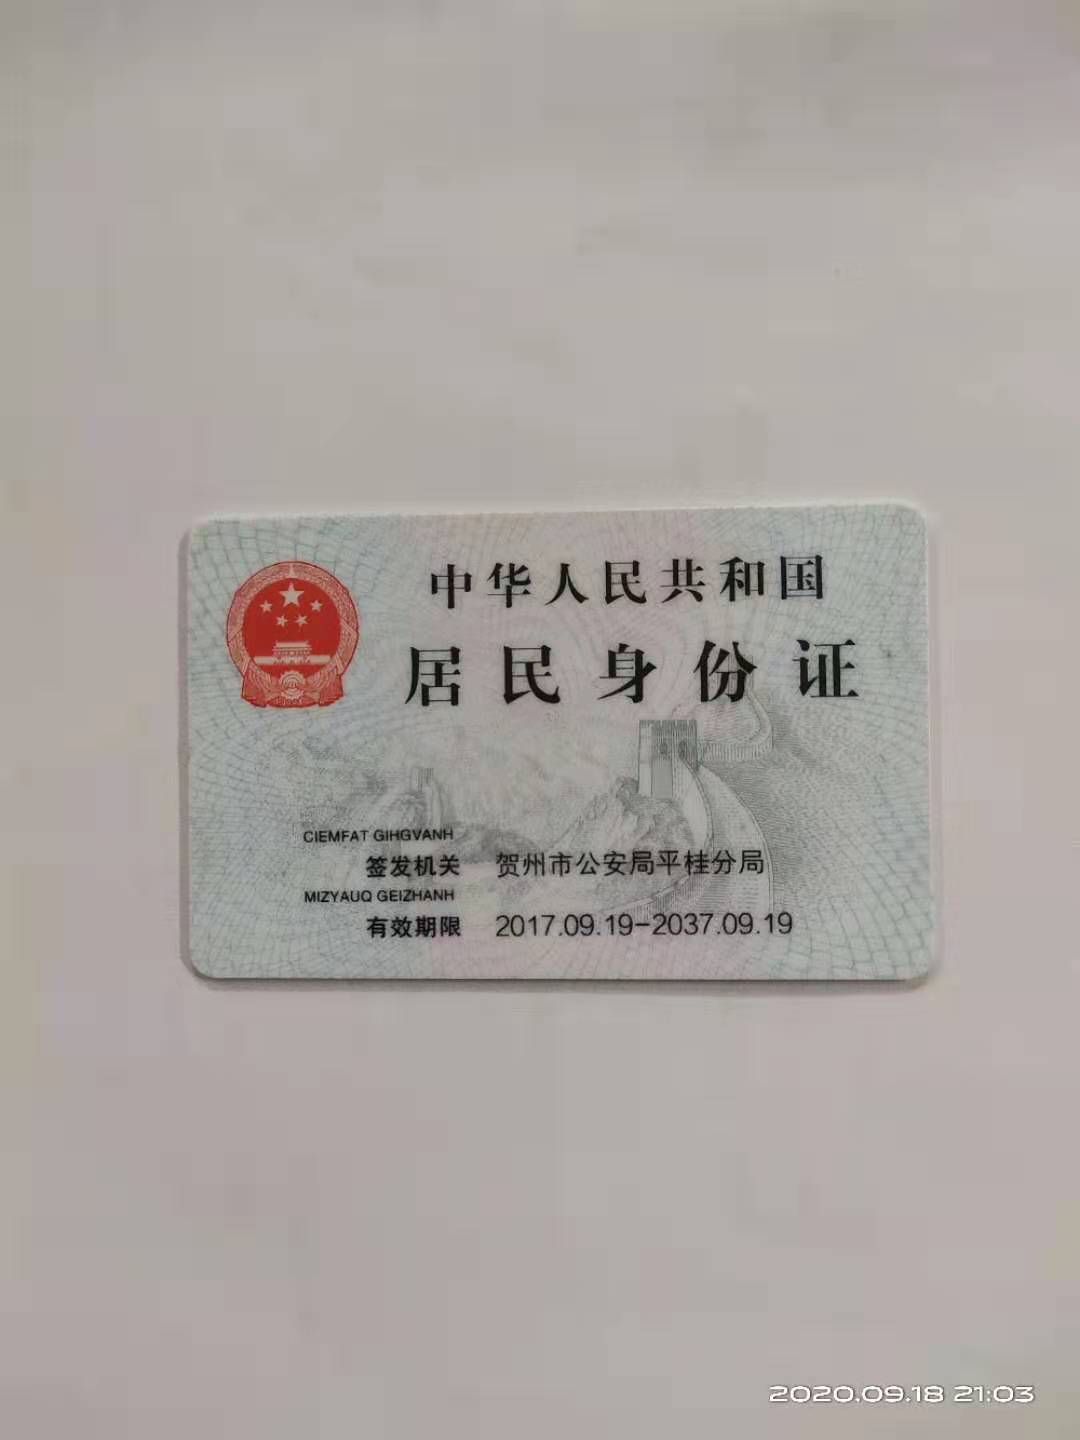 中华人民共和国
居民身份证
CIEMFAT GIHGVANH
签发机关 贺州市公安局平桂分局
MIZYAUQ GEIZHANH
有效期限 2017.09.19-2037.09.19
2020.09.18 21:03